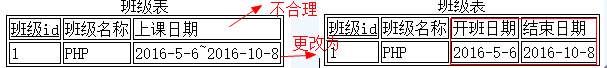 班级表
不合理
班级id 班级名称 上课日期
1 PHP 2016-5-6~2016-10-8
更改为
班级表
班级id 班级名称 开班日期 结束日期
1 PHP 2016-5-6 2016-10-8